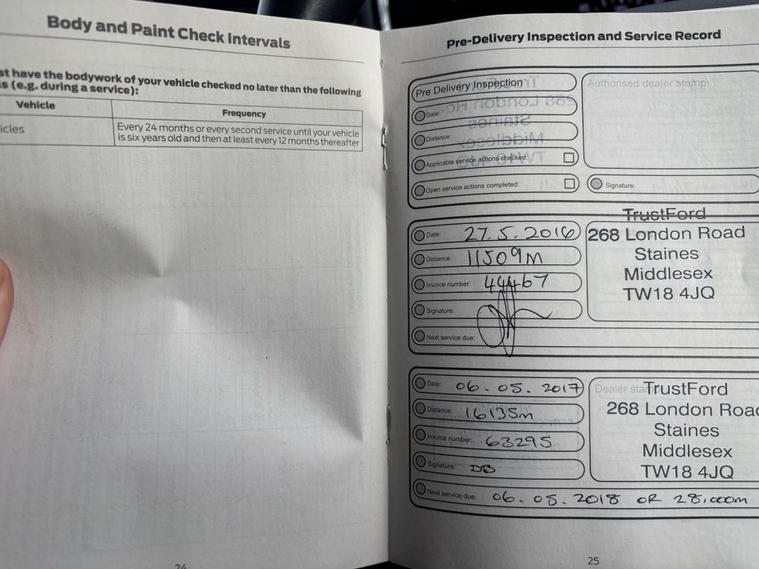 Body and Paint Check Intervals
st have the bodywork of your vehicle checked no later than the following
s (e.g. during a service):
Vehicle
Frequency
icles
Every 24 months or every second service until your vehicle
is six years old and then at least every 12 months thereafter
24
Pre-Delivery Inspection and Service Record
Pre Delivery Inspection
Date:
Distance:
Applicable service actions checked:
Open service actions completed:
Authorised dealer stamp
Signature:
Date: 27.5.2016
Distance: 11509m
Invoice number: 44467
Signature:
Next service due:
TrustFord
268 London Road
Staines
Middlesex
TW18 4JQ
Date: 06.05.2017
Distance: 16135m
Invoice number: 63295
Signature: DB
Next service due: 06.05.2018 OR 28,000m
Dealer sta
TrustFord
268 London Roa
Staines
Middlesex
TW18 4JQ
25